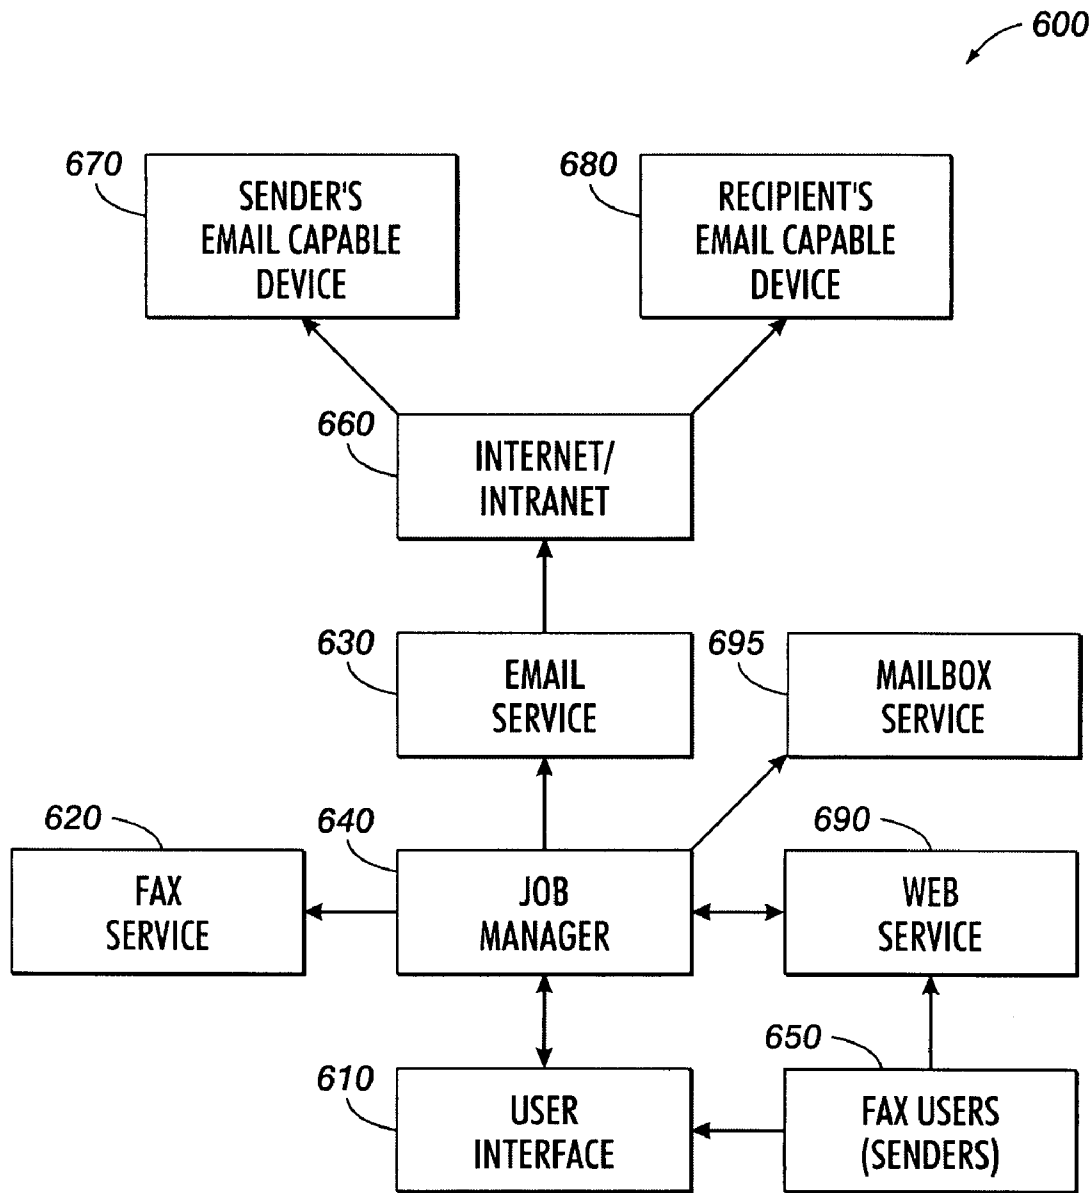 600
670
SENDER'S
EMAIL CAPABLE
DEVICE
680
RECIPIENT'S
EMAIL CAPABLE
DEVICE
660
INTERNET/
INTRANET
630
EMAIL
SERVICE
695
MAILBOX
SERVICE
620
FAX
SERVICE
640
JOB
MANAGER
690
WEB
SERVICE
610
USER
INTERFACE
650
FAX USERS
(SENDERS)